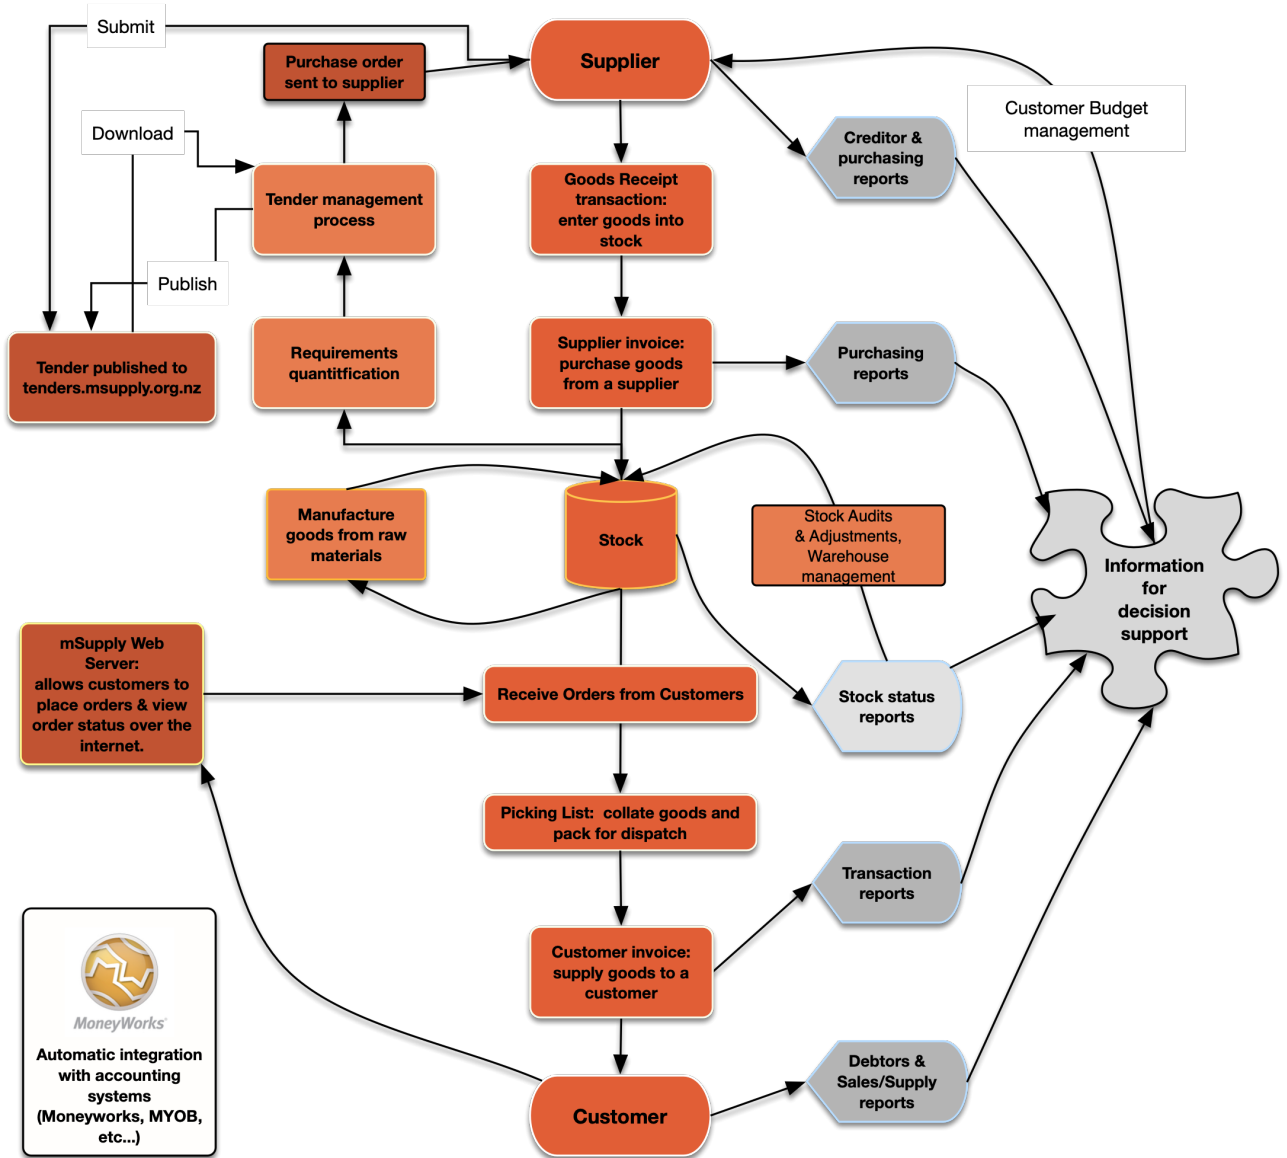 Submit
Purchase order
sent to supplier
Supplier
Customer Budget
management
Download
Creditor &
purchasing
reports
Tender management
process
Goods Receipt
transaction:
enter goods into
stock
Publish
Tender published to
tenders.msupply.org.nz
Requirements
quantitfication
Supplier invoice:
purchase goods
from a supplier
Purchasing
reports
Manufacture
goods from raw
materials
Stock
Stock Audits
& Adjustments,
Warehouse
management
Information
for
decision
support
mSupply Web
Server:
allows customers to
place orders & view
order status over the
internet.
Receive Orders from Customers
Stock status
reports
Picking List:  collate goods and
pack for dispatch
Transaction
reports
Customer invoice:
supply goods to a
customer
MoneyWorks
Automatic integration
with accounting
systems
(Moneyworks, MYOB,
etc...)
Debtors &
Sales/Supply
reports
Customer